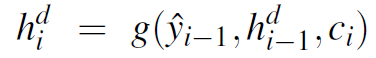 h_i^d = g(ŷ_{i−1}, h_{i−1}^d, c_i)